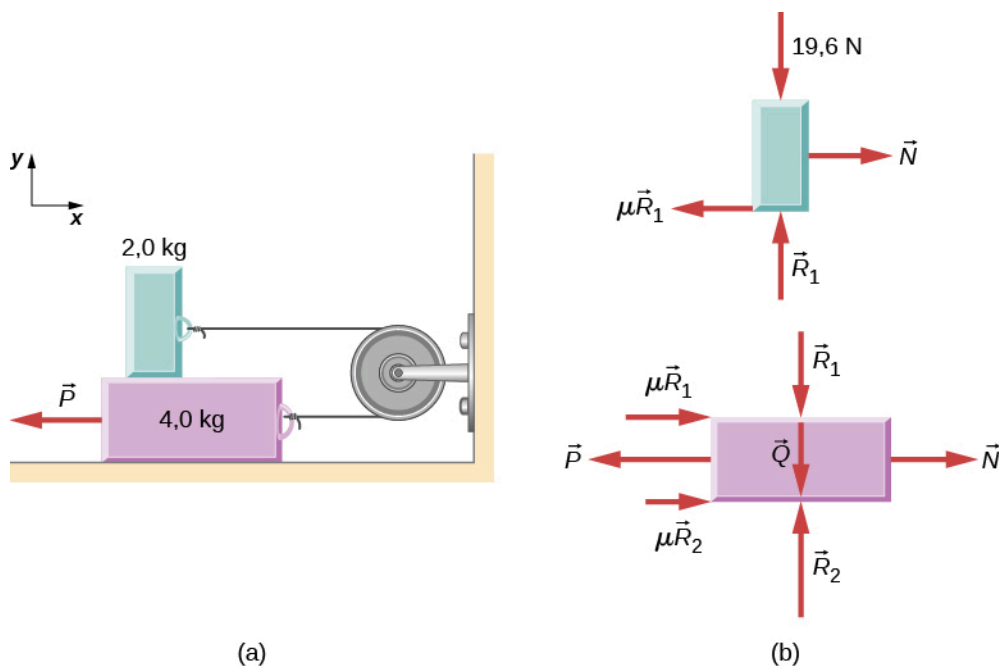 y
x
2,0 kg
P⃗
4,0 kg
(a)
19,6 N
N⃗
μR⃗₁
R⃗₁
R⃗₁
μR⃗₁
P⃗
Q⃗
N⃗
μR⃗₂
R⃗₂
(b)